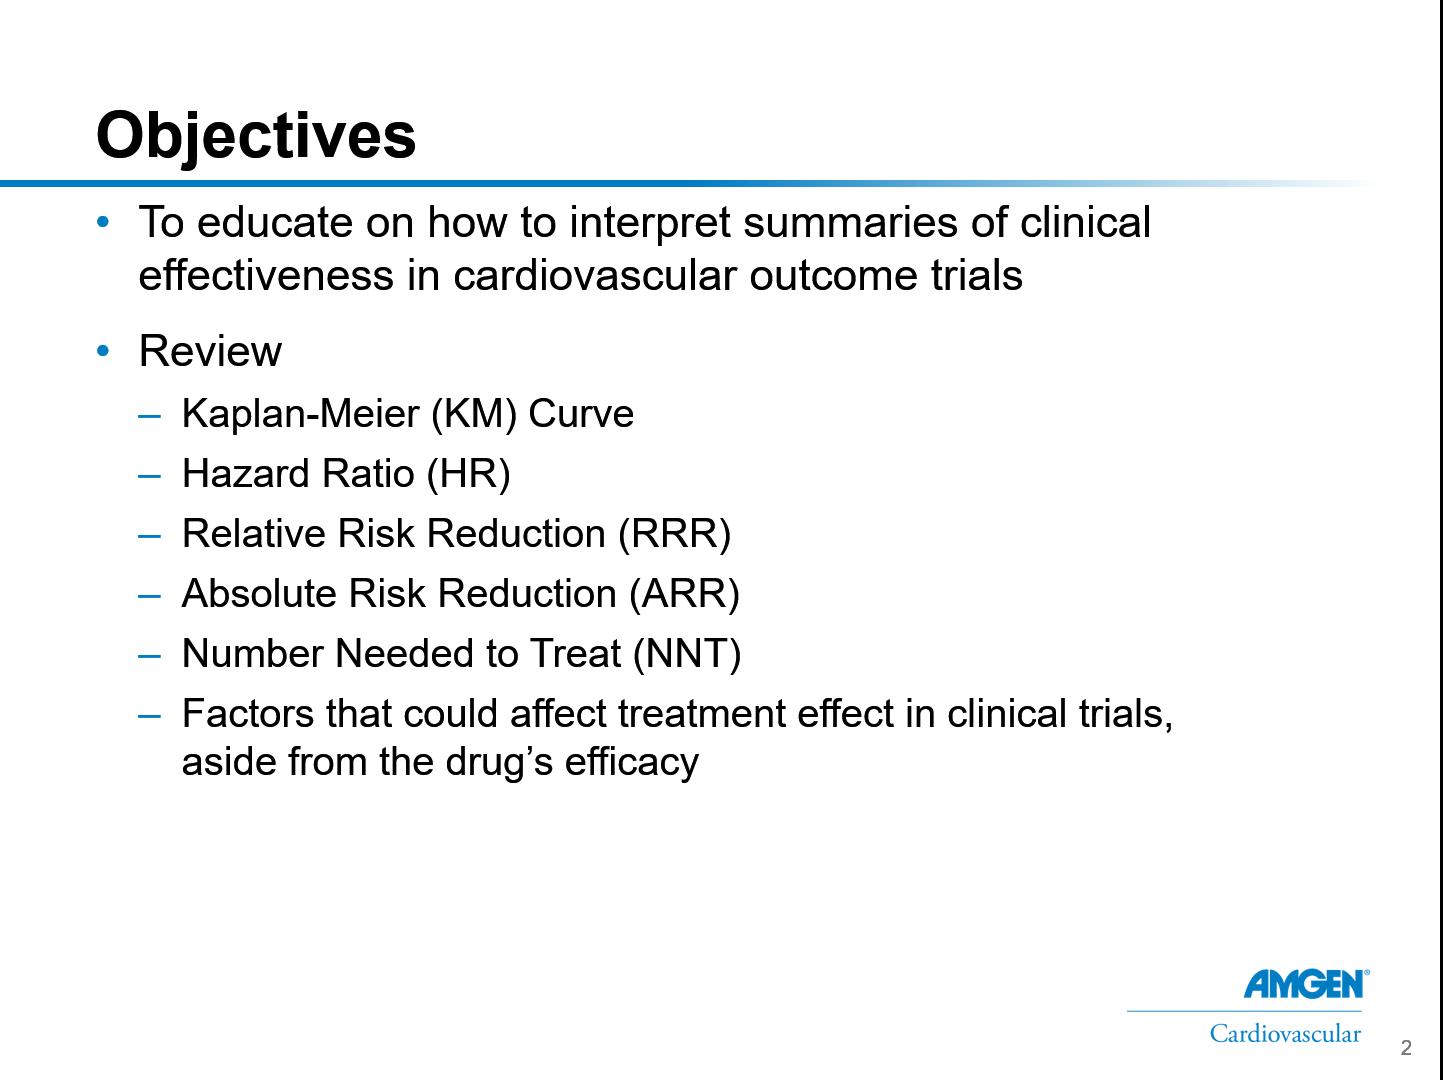 Objectives
• To educate on how to interpret summaries of clinical
effectiveness in cardiovascular outcome trials
• Review
– Kaplan-Meier (KM) Curve
– Hazard Ratio (HR)
– Relative Risk Reduction (RRR)
– Absolute Risk Reduction (ARR)
– Number Needed to Treat (NNT)
– Factors that could affect treatment effect in clinical trials,
aside from the drug’s efficacy
AMGEN®
Cardiovascular
2